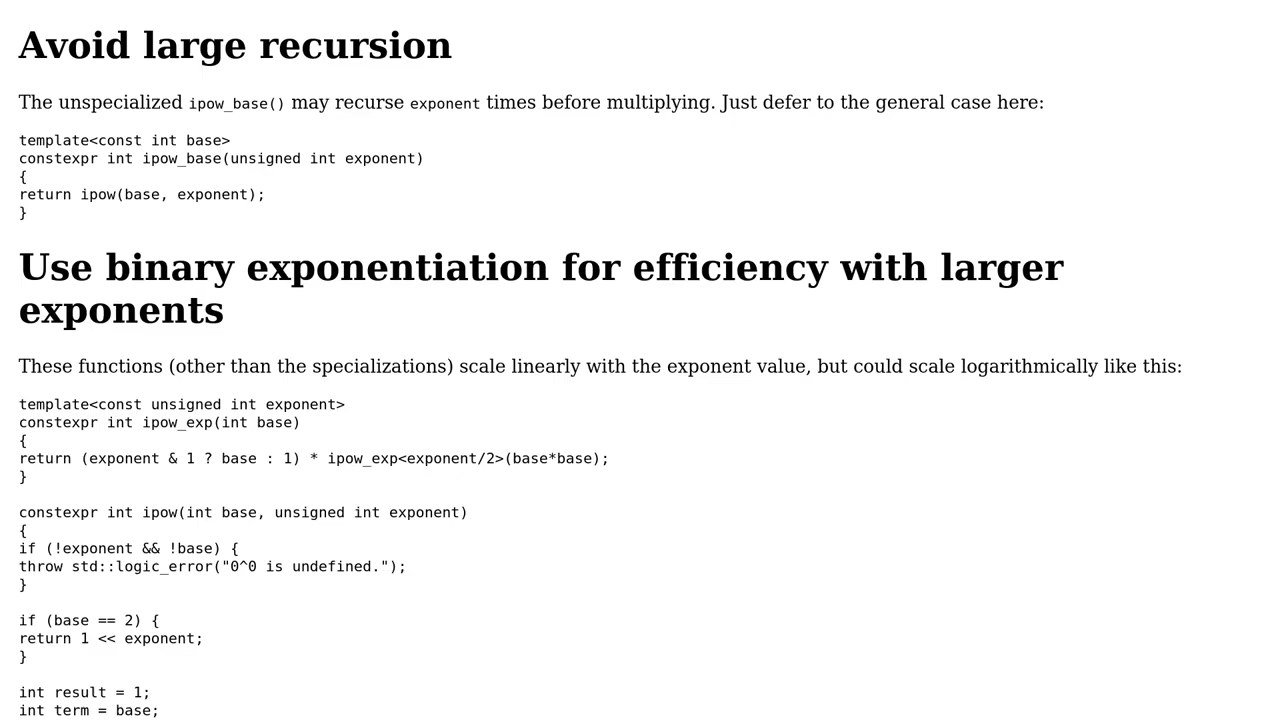 Avoid large recursion
The unspecialized ipow_base() may recurse exponent times before multiplying. Just defer to the general case here:
template<const int base>
constexpr int ipow_base(unsigned int exponent)
{
return ipow(base, exponent);
}
Use binary exponentiation for efficiency with larger
exponents
These functions (other than the specializations) scale linearly with the exponent value, but could scale logarithmically like this:
template<const unsigned int exponent>
constexpr int ipow_exp(int base)
{
return (exponent & 1 ? base : 1) * ipow_exp<exponent/2>(base*base);
}
constexpr int ipow(int base, unsigned int exponent)
{
if (!exponent && !base) {
throw std::logic_error("0^0 is undefined.");
}
if (base == 2) {
return 1 << exponent;
}
int result = 1;
int term = base;